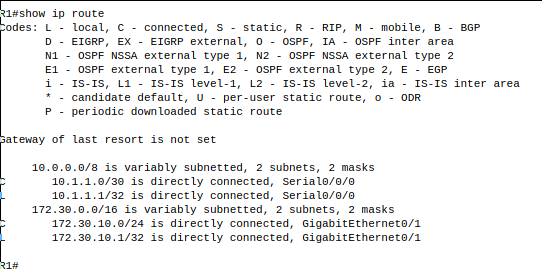 R1#show ip route
Codes: L - local, C - connected, S - static, R - RIP, M - mobile, B - BGP
D - EIGRP, EX - EIGRP external, O - OSPF, IA - OSPF inter area
N1 - OSPF NSSA external type 1, N2 - OSPF NSSA external type 2
E1 - OSPF external type 1, E2 - OSPF external type 2, E - EGP
i - IS-IS, L1 - IS-IS level-1, L2 - IS-IS level-2, ia - IS-IS inter area
* - candidate default, U - per-user static route, o - ODR
P - periodic downloaded static route
Gateway of last resort is not set
10.0.0.0/8 is variably subnetted, 2 subnets, 2 masks
C 10.1.1.0/30 is directly connected, Serial0/0/0
L 10.1.1.1/32 is directly connected, Serial0/0/0
172.30.0.0/16 is variably subnetted, 2 subnets, 2 masks
C 172.30.10.0/24 is directly connected, GigabitEthernet0/1
L 172.30.10.1/32 is directly connected, GigabitEthernet0/1
R1#